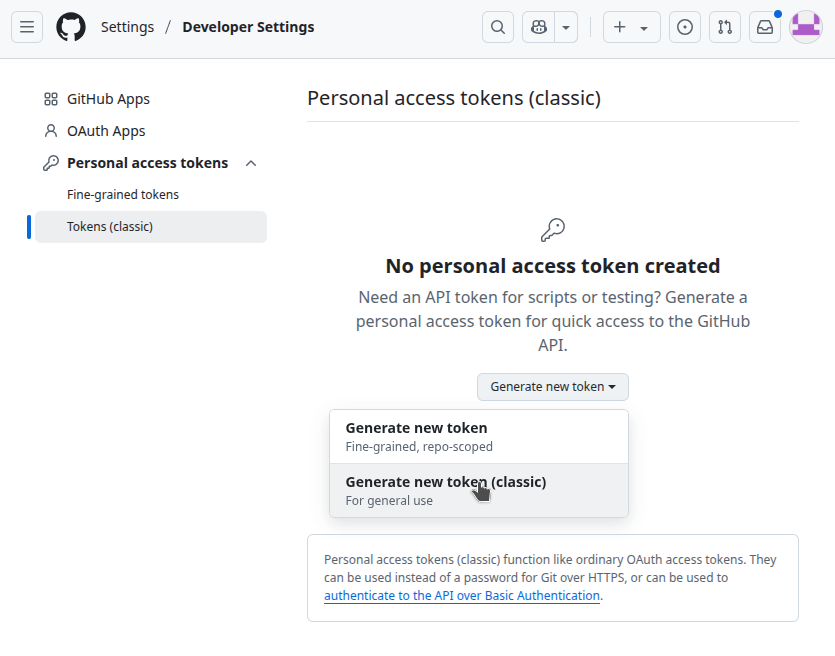 Settings / Developer Settings
GitHub Apps
OAuth Apps
Personal access tokens
Fine-grained tokens
Tokens (classic)
Personal access tokens (classic)
No personal access token created
Need an API token for scripts or testing? Generate a
personal access token for quick access to the GitHub
API.
Generate new token
Generate new token
Fine-grained, repo-scoped
Generate new token (classic)
For general use
Personal access tokens (classic) function like ordinary OAuth access tokens. They
can be used instead of a password for Git over HTTPS, or can be used to
authenticate to the API over Basic Authentication.